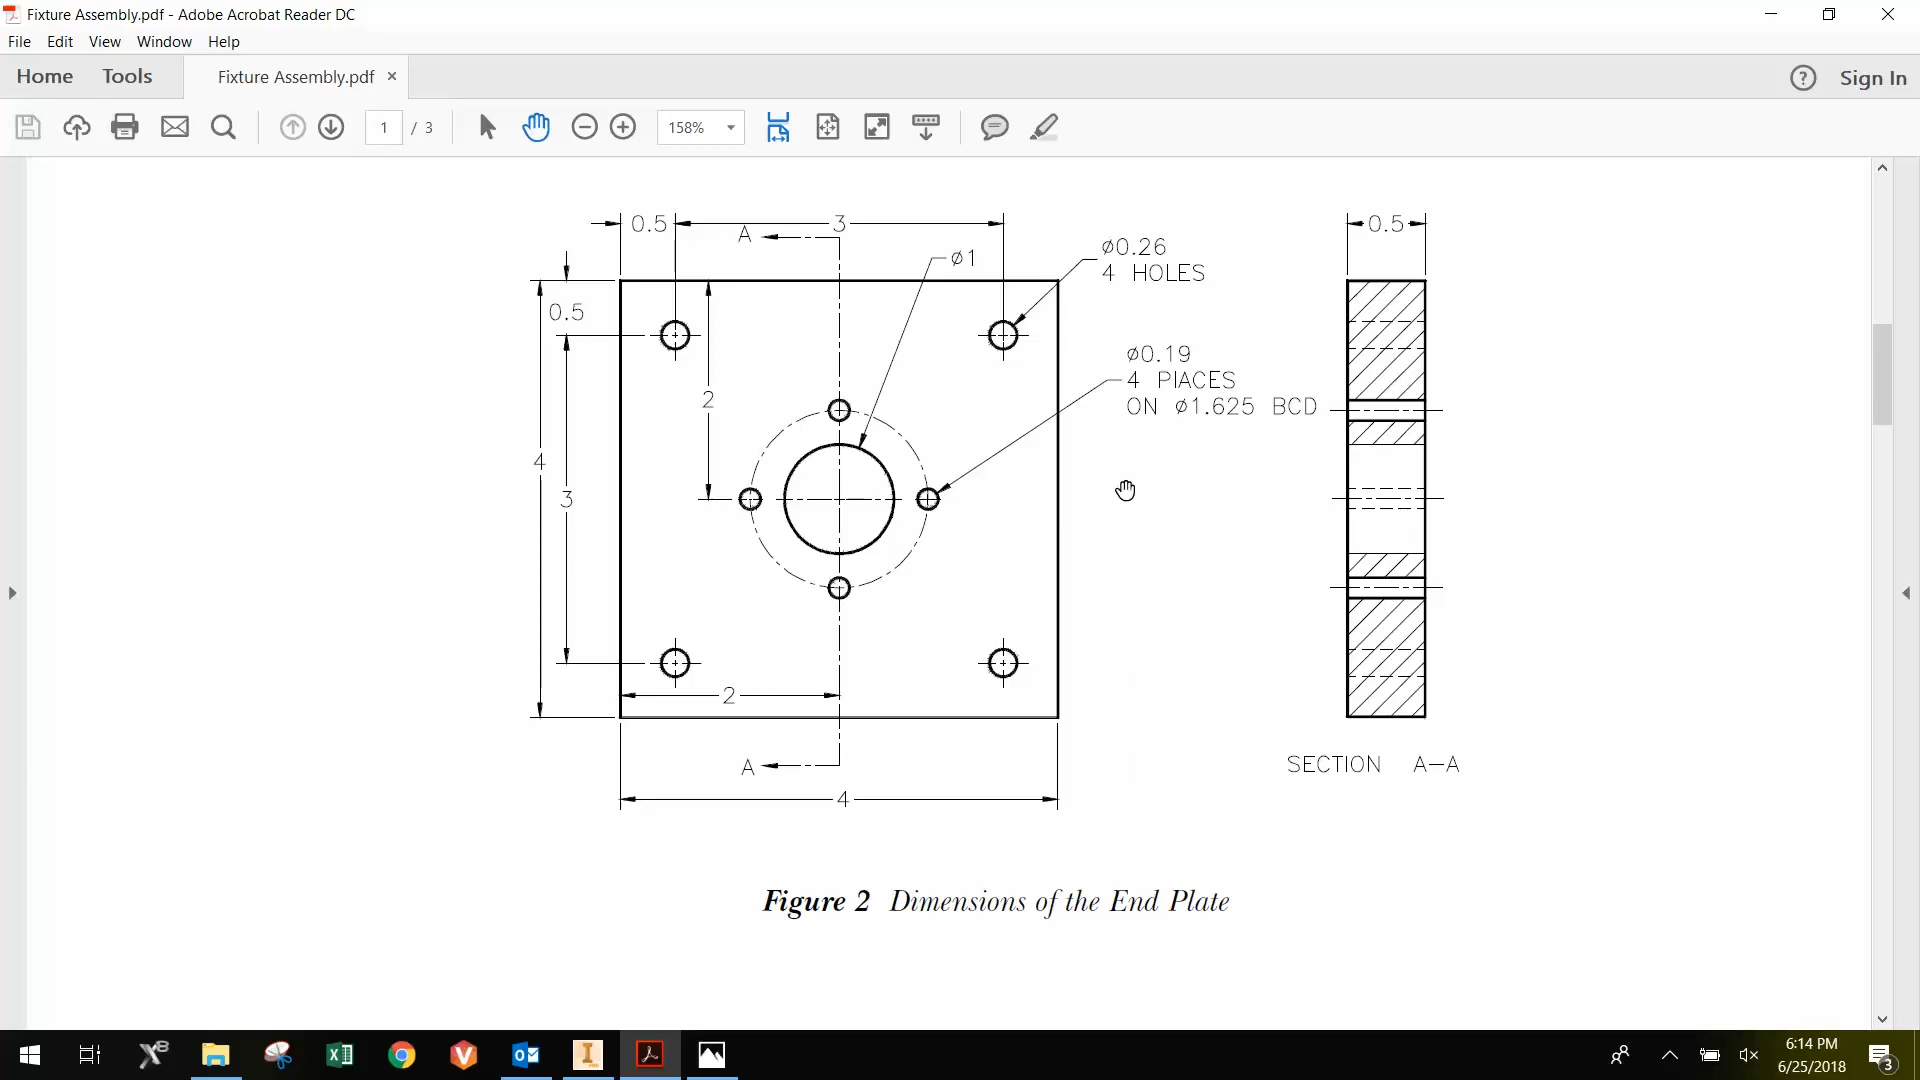 Fixture Assembly.pdf - Adobe Acrobat Reader DC
File Edit View Window Help
Home Tools Fixture Assembly.pdf × ? Sign In
1 / 3 158%
0.5 3 0.5
A
ø1
ø0.26
4 HOLES
0.5
ø0.19
4 PIACES
ON ø1.625 BCD
2
4
3
2
A
SECTION A-A
4
Figure 2 Dimensions of the End Plate
6:14 PM
6/25/2018
3